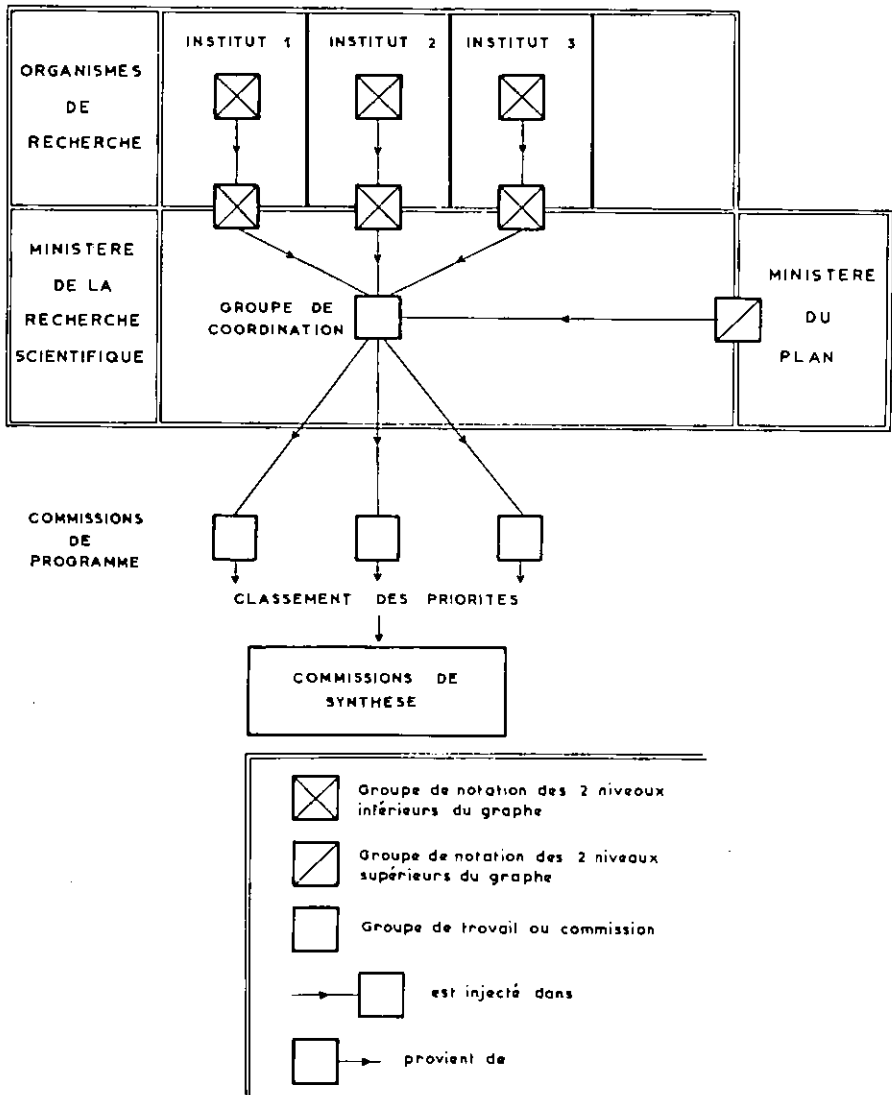 INSTITUT 1
INSTITUT 2
INSTITUT 3
ORGANISMES
DE
RECHERCHE
MINISTERE
DE LA
RECHERCHE
SCIENTIFIQUE
GROUPE DE
COORDINATION
MINISTERE
DU
PLAN
COMMISSIONS
DE
PROGRAMME
CLASSEMENT DES PRIORITES
COMMISSIONS DE
SYNTHÈSE
Groupe de notation des 2 niveaux
inférieurs du graphe
Groupe de notation des 2 niveaux
supérieurs du graphe
Groupe de travail ou commission
est injecté dans
provient de